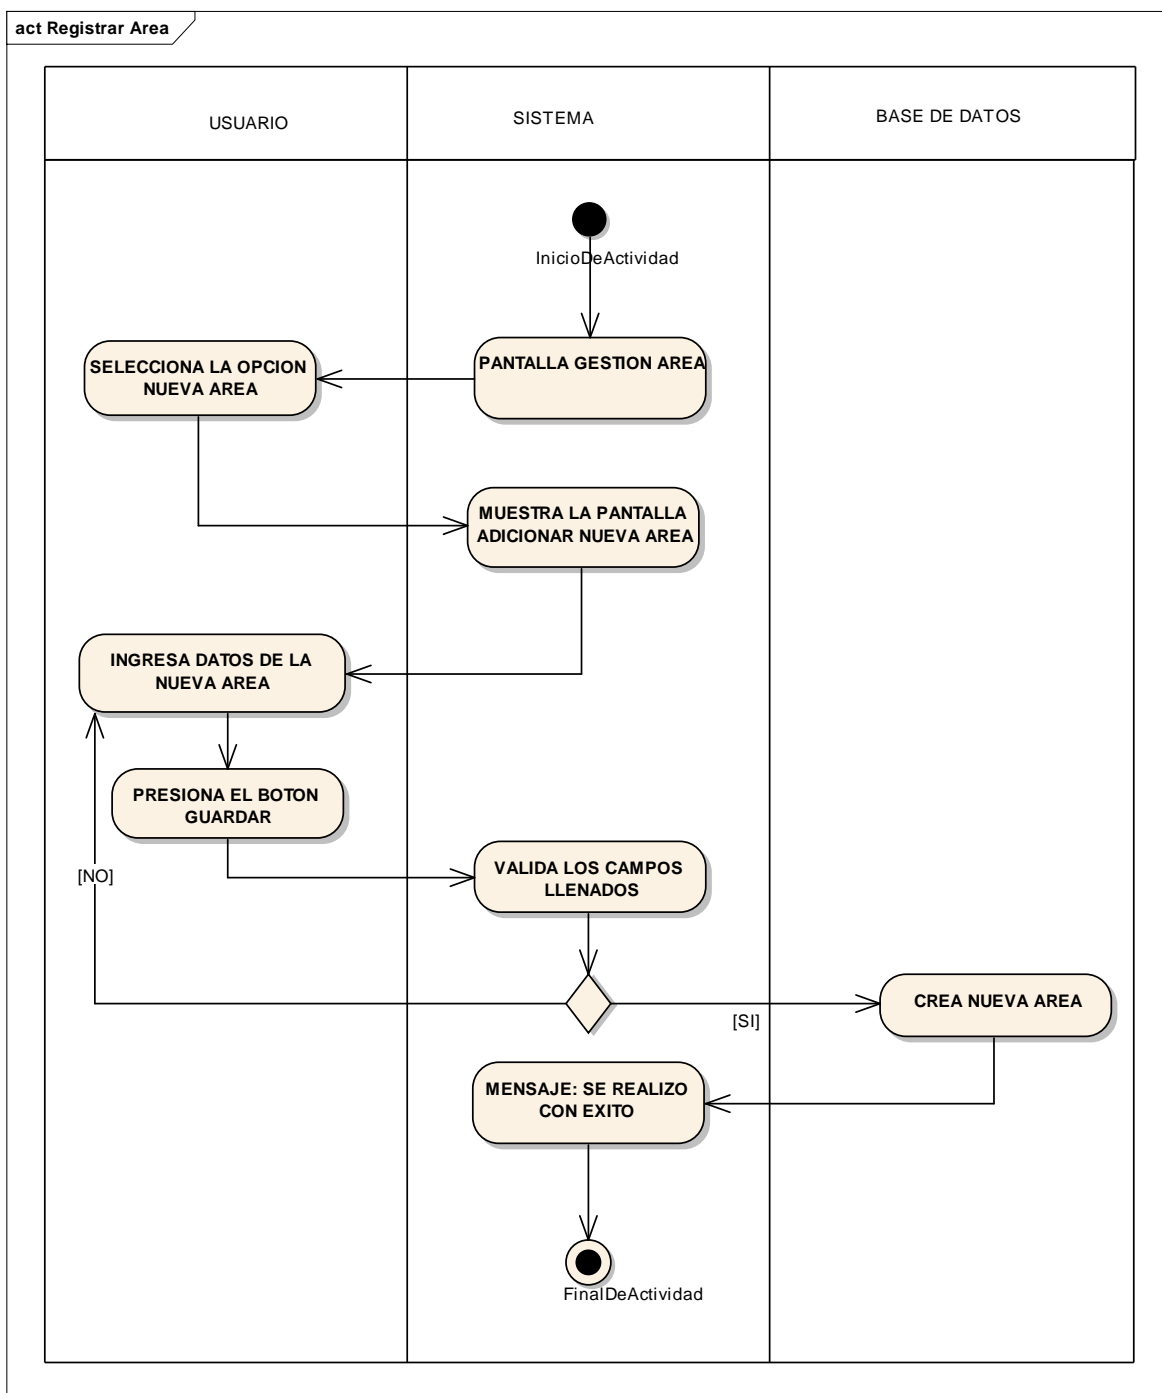 act Registrar Area
USUARIO
SISTEMA
BASE DE DATOS
InicioDeActividad
SELECCIONA LA OPCION
NUEVA AREA
PANTALLA GESTION AREA
MUESTRA LA PANTALLA
ADICIONAR NUEVA AREA
INGRESA DATOS DE LA
NUEVA AREA
PRESIONA EL BOTON
GUARDAR
[NO]
VALIDA LOS CAMPOS
LLENADOS
[SI]
CREA NUEVA AREA
MENSAJE: SE REALIZO
CON EXITO
FinalDeActividad